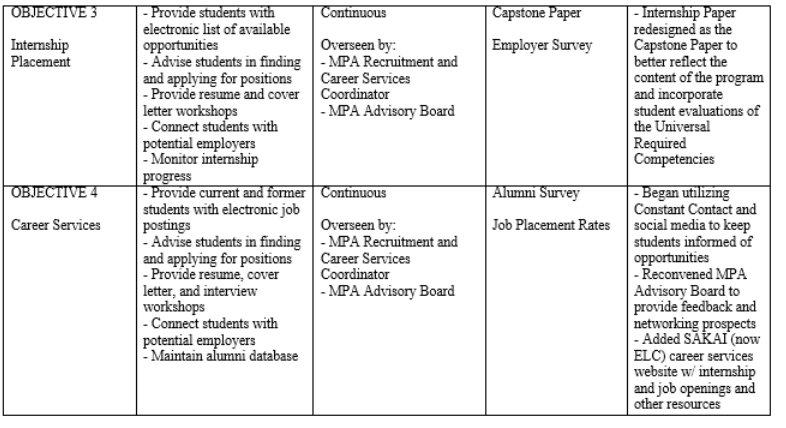 OBJECTIVE 3
Internship
Placement
- Provide students with
electronic list of available
opportunities
- Advise students in finding
and applying for positions
- Provide resume and cover
letter workshops
- Connect students with
potential employers
- Monitor internship
progress
Continuous
Overseen by:
- MPA Recruitment and
Career Services
Coordinator
- MPA Advisory Board
Capstone Paper
Employer Survey
- Internship Paper
redesigned as the
Capstone Paper to
better reflect the
content of the program
and incorporate
student evaluations of
the Universal
Required
Competencies
OBJECTIVE 4
Career Services
- Provide current and former
students with electronic job
postings
- Advise students in finding
and applying for positions
- Provide resume, cover
letter, and interview
workshops
- Connect students with
potential employers
- Maintain alumni database
Continuous
Overseen by:
- MPA Recruitment and
Career Services
Coordinator
- MPA Advisory Board
Alumni Survey
Job Placement Rates
- Began utilizing
Constant Contact and
social media to keep
students informed of
opportunities
- Reconvened MPA
Advisory Board to
provide feedback and
networking prospects
- Added SAKAI (now
ELC) career services
website w/ internship
and job openings and
other resources